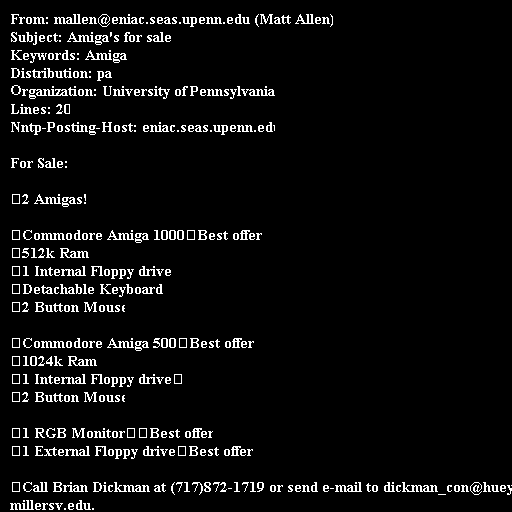 From: mallen@eniac.seas.upenn.edu (Matt Allen)
Subject: Amiga's for sale
Keywords: Amiga
Distribution: pa
Organization: University of Pennsylvania
Lines: 20
Nntp-Posting-Host: eniac.seas.upenn.edu
For Sale:
2 Amigas!
Commodore Amiga 1000 Best offer
512k Ram
1 Internal Floppy drive
Detachable Keyboard
2 Button Mouse
Commodore Amiga 500 Best offer
1024k Ram
1 Internal Floppy drive
2 Button Mouse
1 RGB Monitor Best offer
1 External Floppy drive Best offer
Call Brian Dickman at (717)872-1719 or send e-mail to dickman_con@huey
millersv.edu.